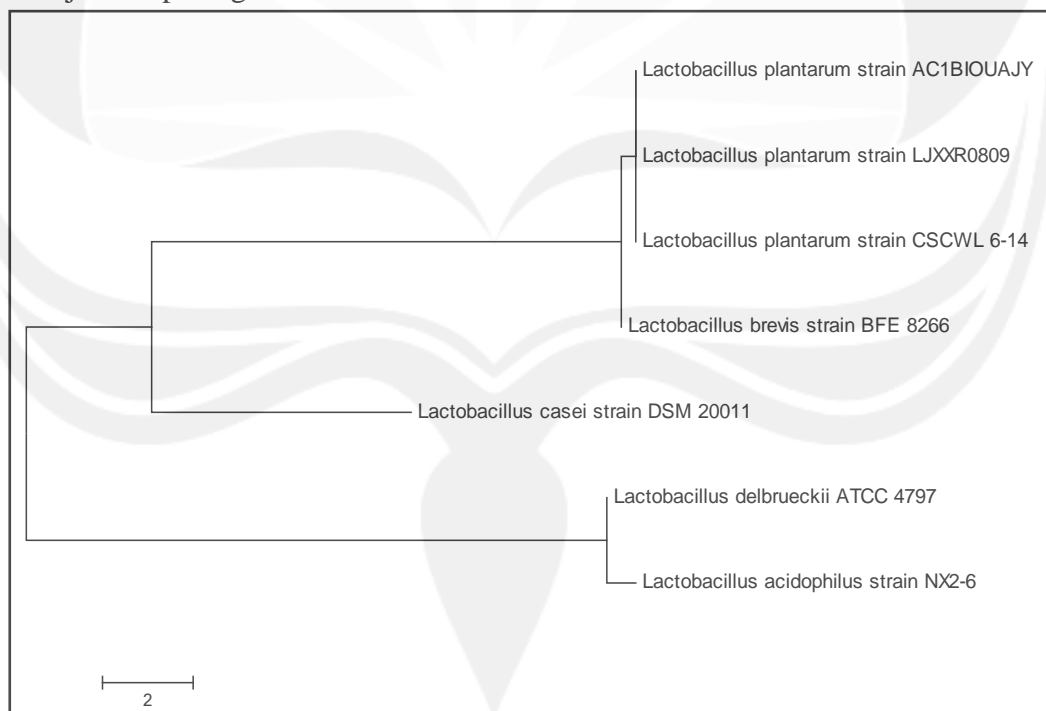 Lactobacillus plantarum strain AC1BIOUAJY
Lactobacillus plantarum strain LJXXR0809
Lactobacillus plantarum strain CSCWL 6-14
Lactobacillus brevis strain BFE 8266
Lactobacillus casei strain DSM 20011
Lactobacillus delbrueckii ATCC 4797
Lactobacillus acidophilus strain NX2-6
2